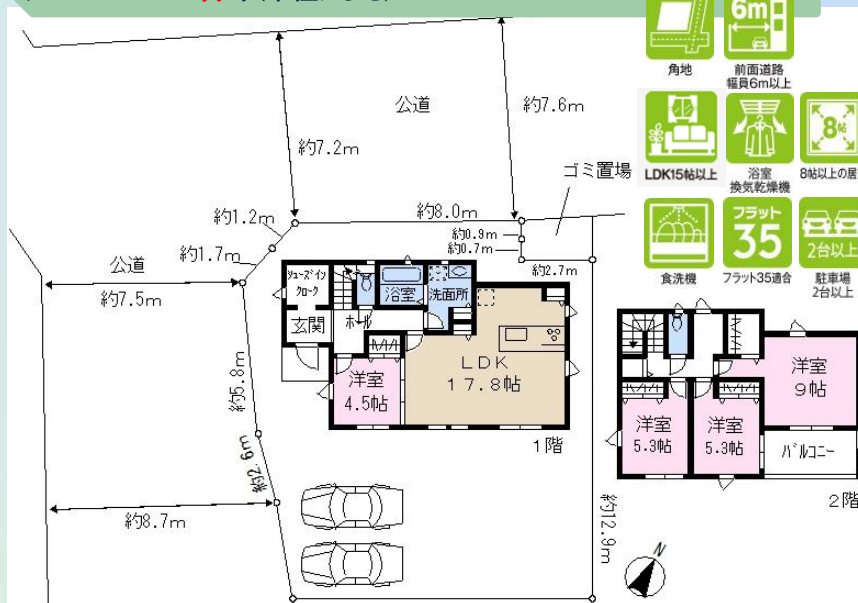 角地
前面道路
幅員6m以上
6m
LDK15帖以上
浴室
換気乾燥機
8帖
8帖以上の居
食洗機
フラット
35
フラット35適合
2台以上
駐車場
2台以上
公道
約7.6m
約7.2m
ゴミ置場
約1.2m
約8.0m
約0.9m
約0.7m
約1.7m
約2.7m
公道
約7.5m
シューズイン
クローク
浴室
洗面所
玄関
ホール
LDK
17.8帖
洋室
4.5帖
1階
約5.8m
約2.6m
約8.7m
約12.9m
洋室
9帖
洋室
5.3帖
洋室
5.3帖
バルコニー
2階
N